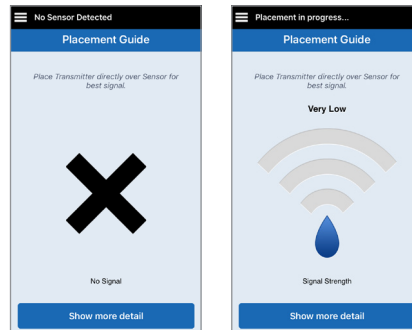 No Sensor Detected
Placement Guide
Place Transmitter directly over Sensor for
best signal.
No Signal
Show more detail
Placement in progress...
Placement Guide
Place Transmitter directly over Sensor for
best signal.
Very Low
Signal Strength
Show more detail